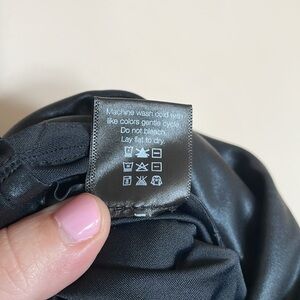 Machine wash cold with
like colors gentle cycle.
Do not bleach.
Lay flat to dry.